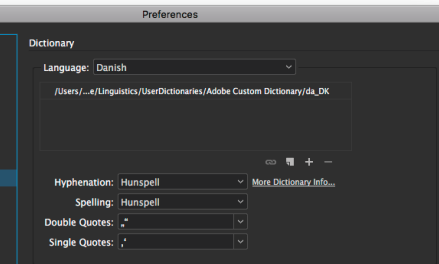 Preferences
Dictionary
Language: Danish
/Users/...e/Linguistics/UserDictionaries/Adobe Custom Dictionary/da_DK
Hyphenation: Hunspell More Dictionary Info...
Spelling: Hunspell
Double Quotes: „“
Single Quotes: ‚‘